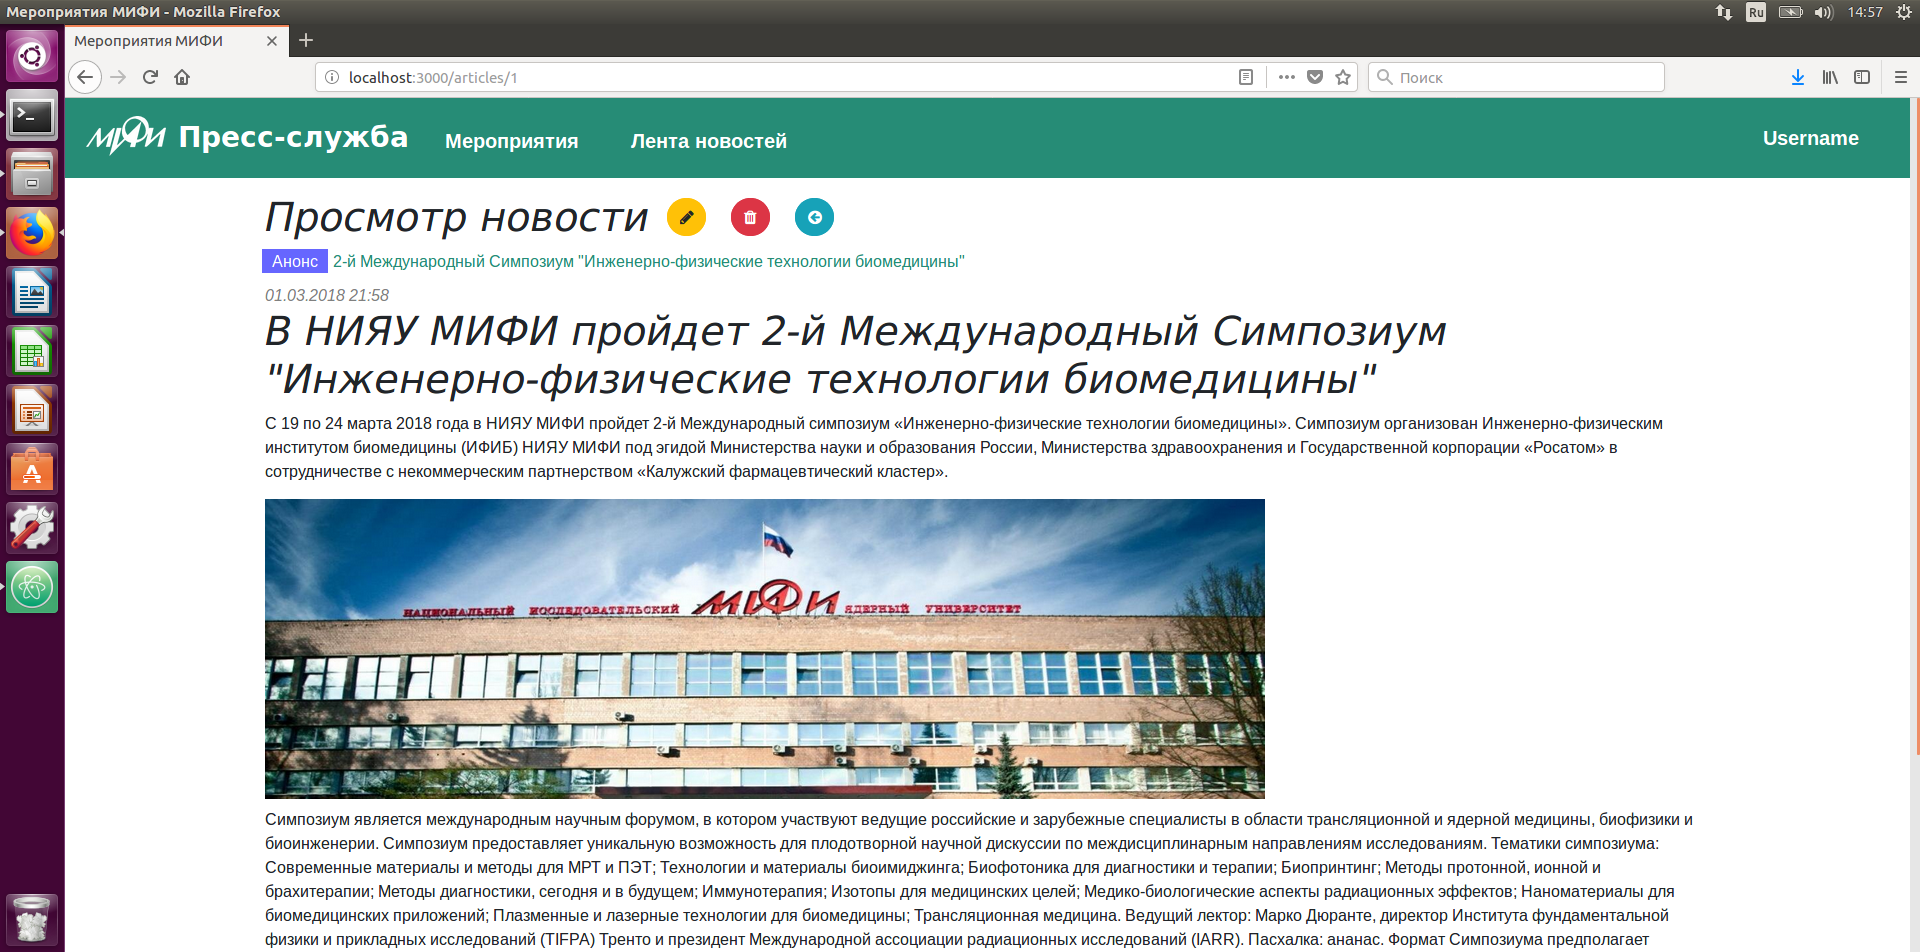 Мероприятия МИФИ - Mozilla Firefox
Ru
14:57
Мероприятия МИФИ
localhost:3000/articles/1
Поиск
МИФИ Пресс-служба
Мероприятия
Лента новостей
Username
Просмотр новости
Анонс 2-й Международный Симпозиум "Инженерно-физические технологии биомедицины"
01.03.2018 21:58
В НИЯУ МИФИ пройдет 2-й Международный Симпозиум
"Инженерно-физические технологии биомедицины"
С 19 по 24 марта 2018 года в НИЯУ МИФИ пройдет 2-й Международный симпозиум «Инженерно-физические технологии биомедицины». Симпозиум организован Инженерно-физическим
институтом биомедицины (ИФИБ) НИЯУ МИФИ под эгидой Министерства науки и образования России, Министерства здравоохранения и Государственной корпорации «Росатом» в
сотрудничестве с некоммерческим партнерством «Калужский фармацевтический кластер».
НАЦИОНАЛЬНЫЙ ИССЛЕДОВАТЕЛЬСКИЙ МИФИ ЯДЕРНЫЙ УНИВЕРСИТЕТ
Симпозиум является международным научным форумом, в котором участвуют ведущие российские и зарубежные специалисты в области трансляционной и ядерной медицины, биофизики и
биоинженерии. Симпозиум предоставляет уникальную возможность для плодотворной научной дискуссии по междисциплинарным направлениям исследованиям. Тематики симпозиума:
Современные материалы и методы для МРТ и ПЭТ; Технологии и материалы биоимиджинга; Биофотоника для диагностики и терапии; Биопринтинг; Методы протонной, ионной и
брахитерапии; Методы диагностики, сегодня и в будущем; Иммунотерапия; Изотопы для медицинских целей; Медико-биологические аспекты радиационных эффектов; Наноматериалы для
биомедицинских приложений; Плазменные и лазерные технологии для биомедицины; Трансляционная медицина. Ведущий лектор: Марко Дюранте, директор Института фундаментальной
физики и прикладных исследований (TIFPA) Тренто и президент Международной ассоциации радиационных исследований (IARR). Пасхалка: ананас. Формат Симпозиума предполагает